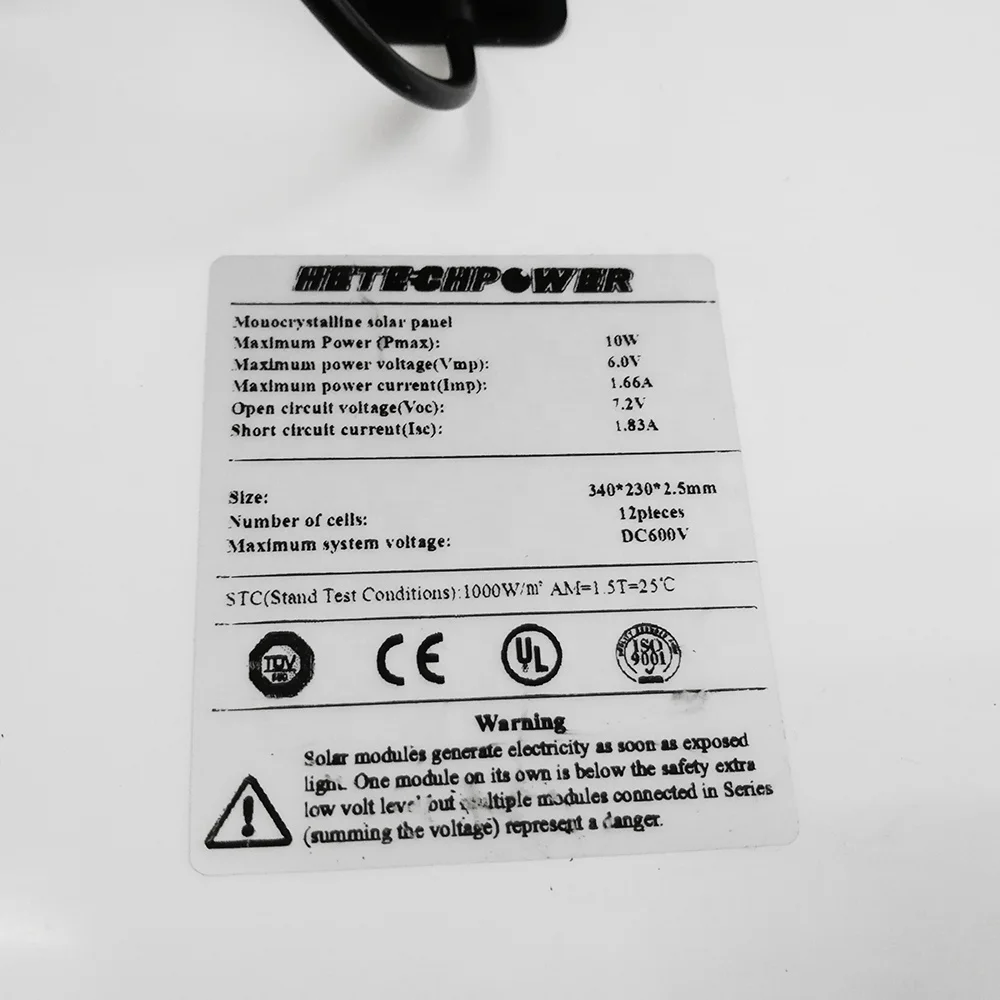 HETECHPOWER
Monocrystalline solar panel
Maximum Power (Pmax): 10W
Maximum power voltage(Vmp): 6.0V
Maximum power current(Imp): 1.66A
Open circuit voltage(Voc): 7.2V
Short circuit current(Isc): 1.83A
Size: 340*230*2.5mm
Number of cells: 12pieces
Maximum system voltage: DC600V
STC(Stand Test Conditions):1000W/m² AM=1.5T=25℃
CE UL ISO
9001
Warning
Solar modules generate electricity as soon as exposed
light. One module on its own is below the safety extra
low volt level but multiple modules connected in Series
(summing the voltage) represent a danger.